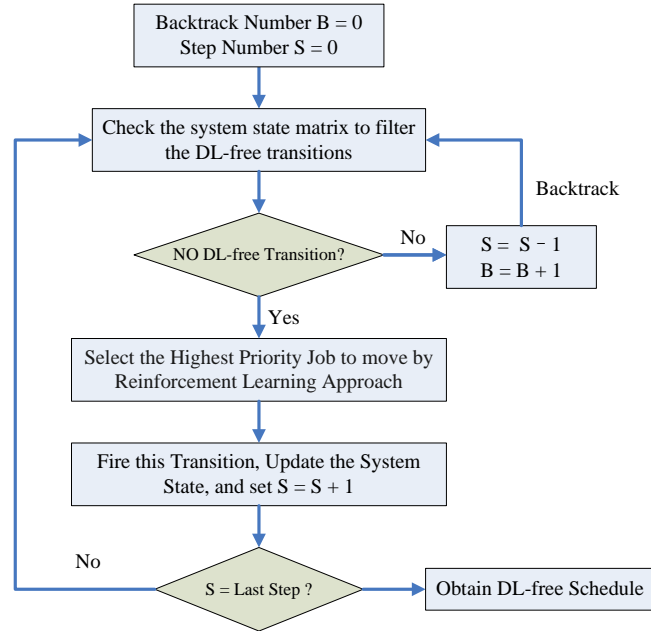 Backtrack Number B = 0
Step Number S = 0
Check the system state matrix to filter
the DL-free transitions
Backtrack
NO DL-free Transition?
No
S = S - 1
B = B + 1
Yes
Select the Highest Priority Job to move by
Reinforcement Learning Approach
Fire this Transition, Update the System
State, and set S = S + 1
No
S = Last Step ?
Obtain DL-free Schedule